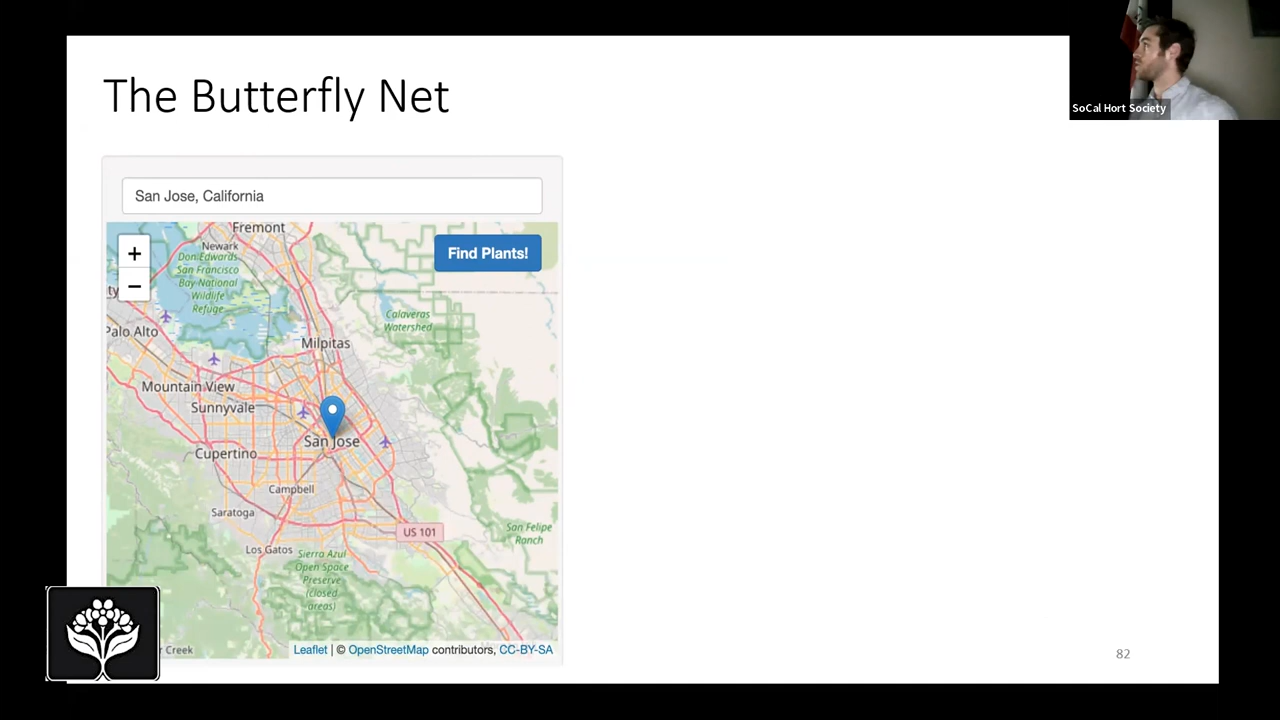 The Butterfly Net
SoCal Hort Society
San Jose, California
Find Plants!
+
−
Fremont
Newark
Don Edwards
San Francisco
Bay National
Wildlife
Refuge
Calaveras
Watershed
Palo Alto
Milpitas
Mountain View
Sunnyvale
San Jose
Cupertino
Campbell
Saratoga
US 101
San Felipe
Ranch
Los Gatos
Sierra Azul
Open Space
Preserve
(closed
areas)
Creek
Leaflet | © OpenStreetMap contributors, CC-BY-SA
82